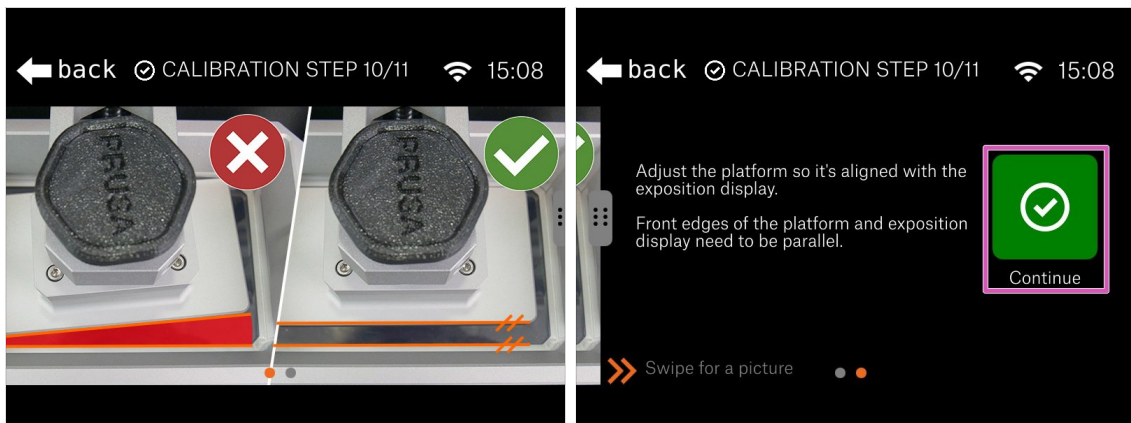 back CALIBRATION STEP 10/11 15:08
PRUSA
PRUSA
back CALIBRATION STEP 10/11 15:08
Adjust the platform so it's aligned with the
exposition display.
Front edges of the platform and exposition
display need to be parallel.
Continue
Swipe for a picture